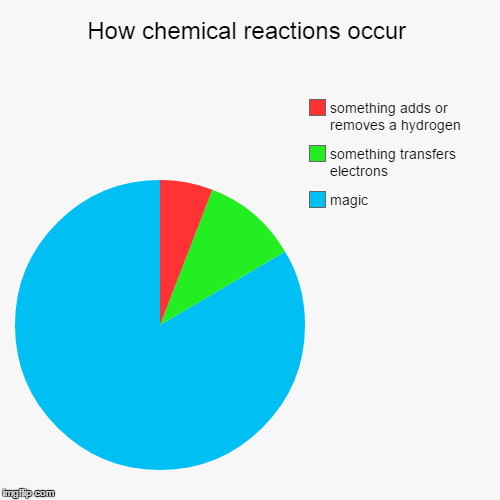 How chemical reactions occur
something adds or
removes a hydrogen
something transfers
electrons
magic
imgflip.com